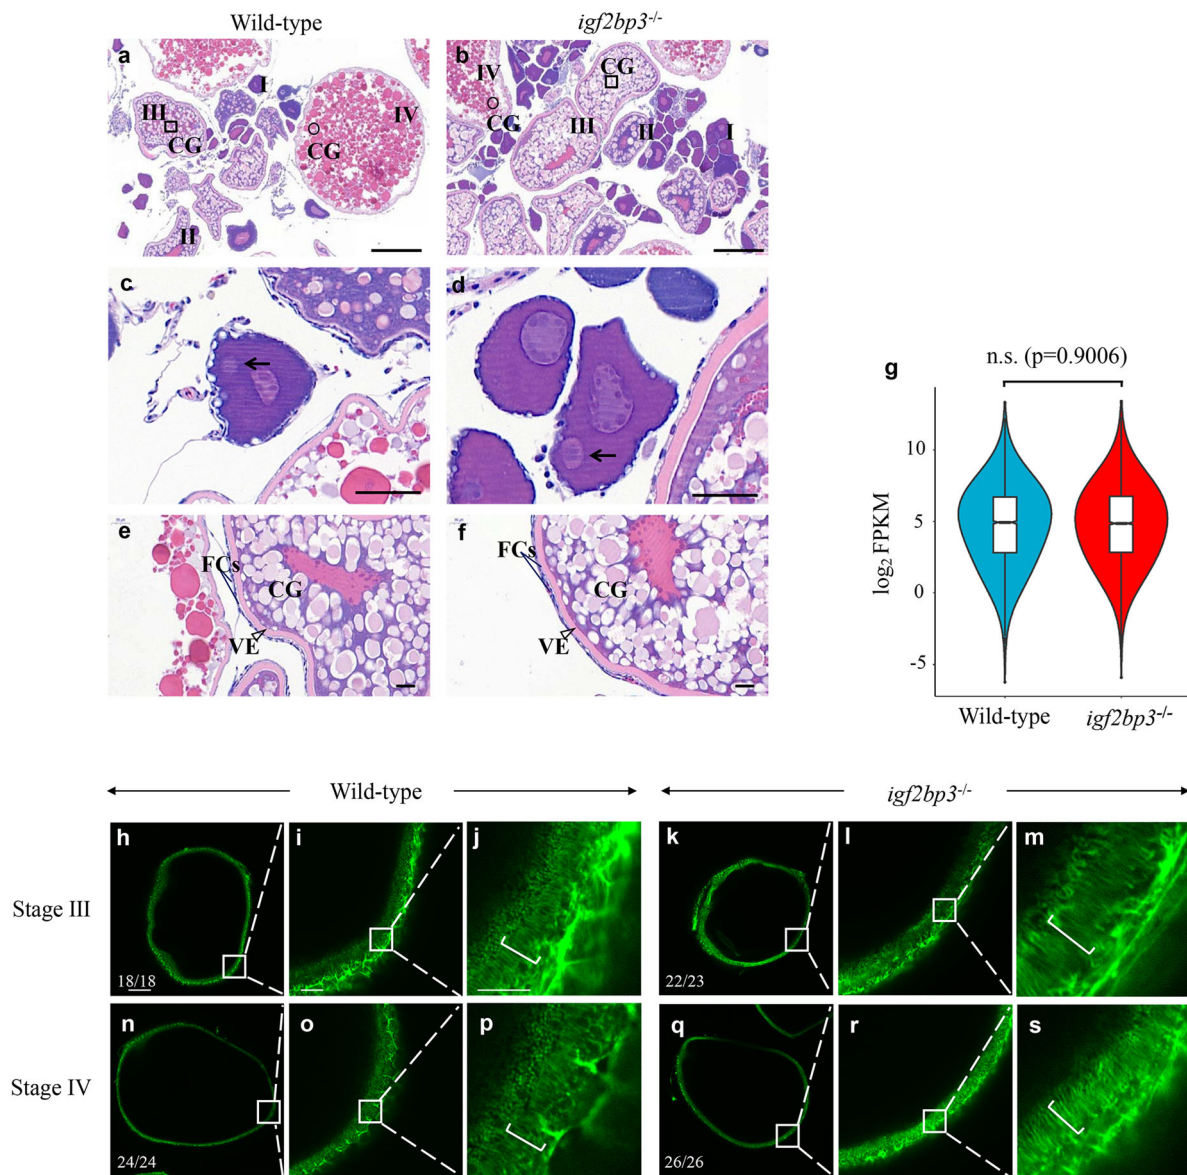 Wild-type
igf2bp3-/-
a
I
III
IV
CG
CG
II
b
IV
CG
CG
III
II
I
c
d
e
FCs
CG
VE
f
FCs
CG
VE
g
n.s. (p=0.9006)
log2FPKM
10
5
0
-5
Wild-type
igf2bp3-/-
Wild-type
igf2bp3-/-
Stage III
h
18/18
i
j
k
22/23
l
m
Stage IV
n
24/24
o
p
q
26/26
r
s